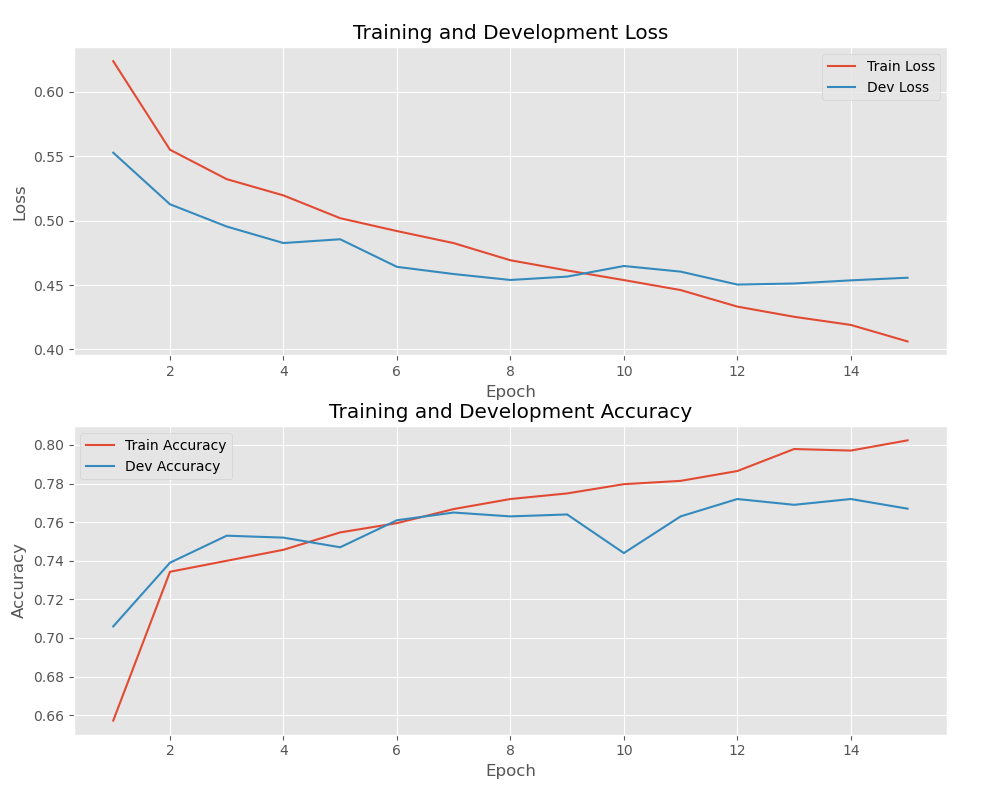 Training and Development Loss
Train Loss
Dev Loss
0.60
0.55
0.50
0.45
0.40
Loss
2 4 6 8 10 12 14
Epoch
Training and Development Accuracy
Train Accuracy
Dev Accuracy
0.80
0.78
0.76
0.74
0.72
0.70
0.68
0.66
Accuracy
2 4 6 8 10 12 14
Epoch